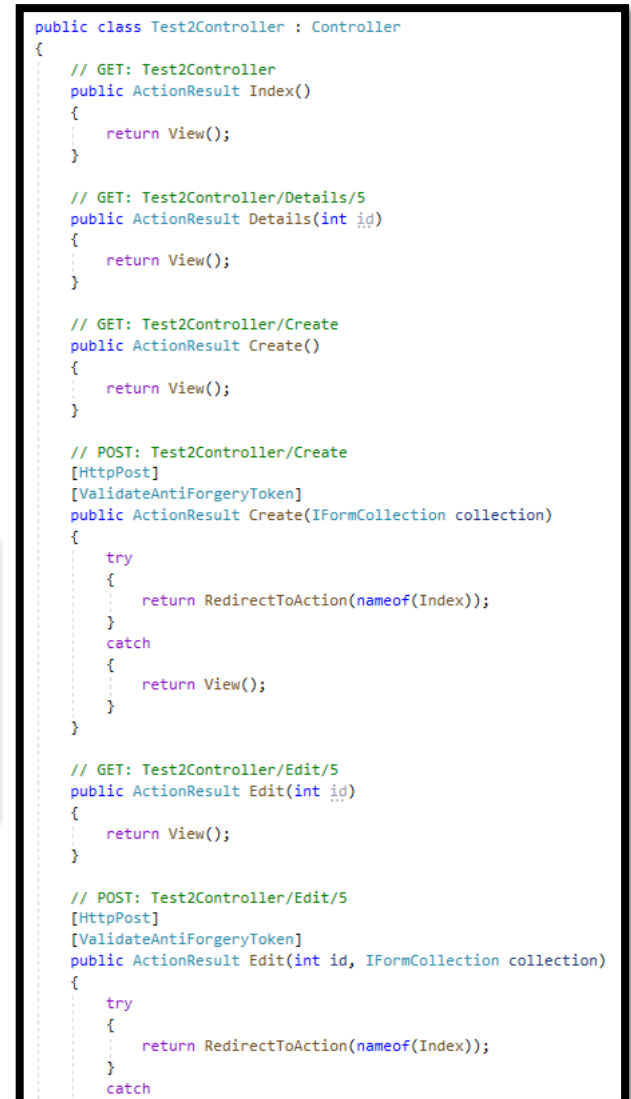 public class Test2Controller : Controller
{
// GET: Test2Controller
public ActionResult Index()
{
return View();
}
// GET: Test2Controller/Details/5
public ActionResult Details(int id)
{
return View();
}
// GET: Test2Controller/Create
public ActionResult Create()
{
return View();
}
// POST: Test2Controller/Create
[HttpPost]
[ValidateAntiForgeryToken]
public ActionResult Create(IFormCollection collection)
{
try
{
return RedirectToAction(nameof(Index));
}
catch
{
return View();
}
}
// GET: Test2Controller/Edit/5
public ActionResult Edit(int id)
{
return View();
}
// POST: Test2Controller/Edit/5
[HttpPost]
[ValidateAntiForgeryToken]
public ActionResult Edit(int id, IFormCollection collection)
{
try
{
return RedirectToAction(nameof(Index));
}
catch